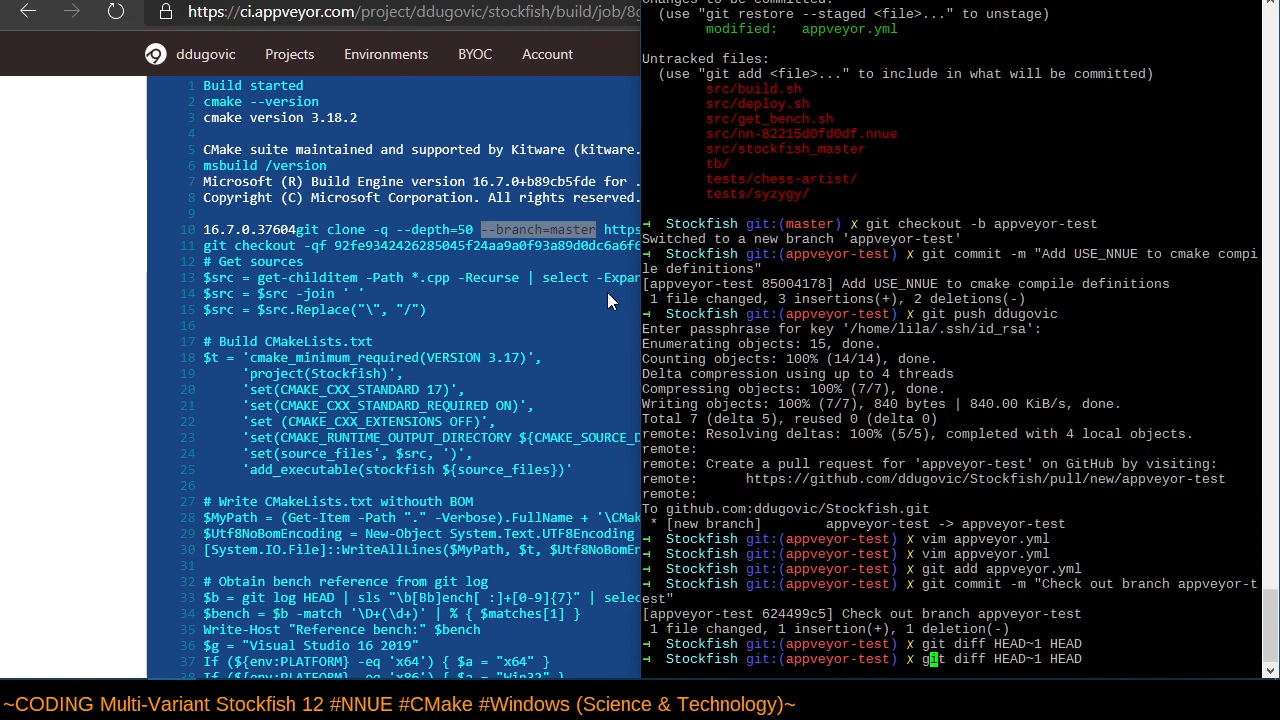 https://ci.appveyor.com/project/ddugovic/stockfish/build/job/8
ddugovic Projects Environments BYOC Account
1 Build started
2 cmake --version
3 cmake version 3.18.2
4
5 CMake suite maintained and supported by Kitware (kitware.
6 msbuild /version
7 Microsoft (R) Build Engine version 16.7.0+b89cb5fde for .
8 Copyright (C) Microsoft Corporation. All rights reserved.
9
10 16.7.0.37604git clone -q --depth=50 --branch=master https
11 git checkout -qf 92fe9342426285045f24aa9a0f93a89d0dc6a6f6
12 # Get sources
13 $src = get-childitem -Path *.cpp -Recurse | select -Expan
14 $src = $src -join ' '
15 $src = $src.Replace("\", "/")
16
17 # Build CMakeLists.txt
18 $t = 'cmake_minimum_required(VERSION 3.17)',
19 'project(Stockfish)',
20 'set(CMAKE_CXX_STANDARD 17)',
21 'set(CMAKE_CXX_STANDARD_REQUIRED ON)',
22 'set (CMAKE_CXX_EXTENSIONS OFF)',
23 'set(CMAKE_RUNTIME_OUTPUT_DIRECTORY ${CMAKE_SOURCE_D
24 'set(source_files', $src, ')',
25 'add_executable(stockfish ${source_files})'
26
27 # Write CMakeLists.txt withouth BOM
28 $MyPath = (Get-Item -Path "." -Verbose).FullName + '\CMak
29 $Utf8NoBomEncoding = New-Object System.Text.UTF8Encoding
30 [System.IO.File]::WriteAllLines($MyPath, $t, $Utf8NoBomEn
31
32 # Obtain bench reference from git log
33 $b = git log HEAD | sls "\b[Bb]ench[ :]+[0-9]{7}" | selec
34 $bench = $b -match '\D+(\d+)' | % { $matches[1] }
35 Write-Host "Reference bench:" $bench
36 $g = "Visual Studio 16 2019"
37 If (${env:PLATFORM} -eq 'x64') { $a = "x64" }
38 If (${env:PLATFORM} -eq 'x86') { $a = "Win32" }
Changes to be committed:
(use "git restore --staged <file>..." to unstage)
modified: appveyor.yml
Untracked files:
(use "git add <file>..." to include in what will be committed)
src/build.sh
src/deploy.sh
src/get_bench.sh
src/nn-82215d0fd0df.nnue
src/stockfish_master
tb/
tests/chess-artist/
tests/syzygy/
Stockfish git:(master) ✗ git checkout -b appveyor-test
Switched to a new branch 'appveyor-test'
Stockfish git:(appveyor-test) ✗ git commit -m "Add USE_NNUE to cmake compi
le definitions"
[appveyor-test 85004178] Add USE_NNUE to cmake compile definitions
1 file changed, 3 insertions(+), 2 deletions(-)
Stockfish git:(appveyor-test) ✗ git push ddugovic
Enter passphrase for key '/home/lila/.ssh/id_rsa':
Enumerating objects: 15, done.
Counting objects: 100% (14/14), done.
Delta compression using up to 4 threads
Compressing objects: 100% (7/7), done.
Writing objects: 100% (7/7), 840 bytes | 840.00 KiB/s, done.
Total 7 (delta 5), reused 0 (delta 0)
remote: Resolving deltas: 100% (5/5), completed with 4 local objects.
remote:
remote: Create a pull request for 'appveyor-test' on GitHub by visiting:
remote: https://github.com/ddugovic/Stockfish/pull/new/appveyor-test
remote:
To github.com:ddugovic/Stockfish.git
* [new branch] appveyor-test -> appveyor-test
Stockfish git:(appveyor-test) ✗ vim appveyor.yml
Stockfish git:(appveyor-test) ✗ vim appveyor.yml
Stockfish git:(appveyor-test) ✗ git add appveyor.yml
Stockfish git:(appveyor-test) ✗ git commit -m "Check out branch appveyor-t
est"
[appveyor-test 624499c5] Check out branch appveyor-test
1 file changed, 1 insertion(+), 1 deletion(-)
Stockfish git:(appveyor-test) ✗ git diff HEAD~1 HEAD
Stockfish git:(appveyor-test) ✗ git diff HEAD~1 HEAD
~CODING Multi-Variant Stockfish 12 #NNUE #CMake #Windows (Science & Technology)~